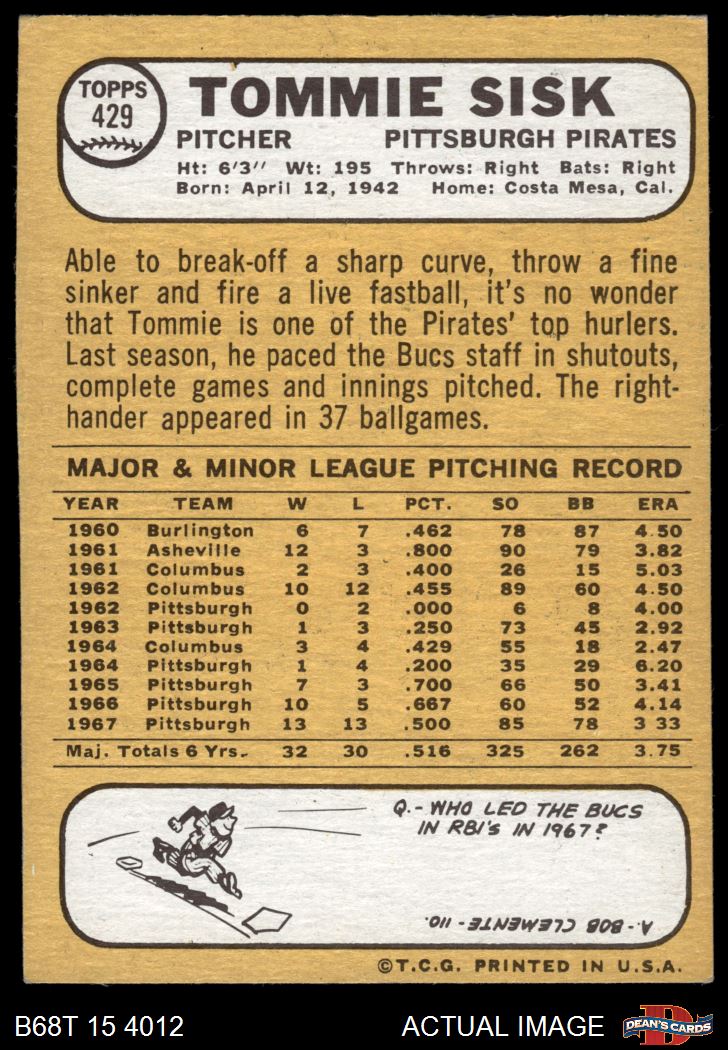 TOPPS
429
TOMMIE SISK
PITCHER PITTSBURGH PIRATES
Ht: 6'3'' Wt: 195 Throws: Right Bats: Right
Born: April 12, 1942 Home: Costa Mesa, Cal.
Able to break-off a sharp curve, throw a fine
sinker and fire a live fastball, it's no wonder
that Tommie is one of the Pirates' top hurlers.
Last season, he paced the Bucs staff in shutouts,
complete games and innings pitched. The right-
hander appeared in 37 ballgames.
MAJOR & MINOR LEAGUE PITCHING RECORD
YEAR TEAM W L PCT. SO BB ERA
1960 Burlington 6 7 .462 78 87 4.50
1961 Asheville 12 3 .800 90 79 3.82
1961 Columbus 2 3 .400 26 15 5.03
1962 Columbus 10 12 .455 89 60 4.50
1962 Pittsburgh 0 2 .000 6 8 4.00
1963 Pittsburgh 1 3 .250 73 45 2.92
1964 Columbus 3 4 .429 55 18 2.47
1964 Pittsburgh 1 4 .200 35 29 6.20
1965 Pittsburgh 7 3 .700 66 50 3.41
1966 Pittsburgh 10 5 .667 60 52 4.14
1967 Pittsburgh 13 13 .500 85 78 3 33
Maj. Totals 6 Yrs. 32 30 .516 325 262 3.75
Q.- WHO LED THE BUCS
IN RBI'S IN 1967?
A.- BOB CLEMENTE - 110.
©T.C.G. PRINTED IN U.S.A.
B68T 15 4012 ACTUAL IMAGE
D
DEAN'S CARDS